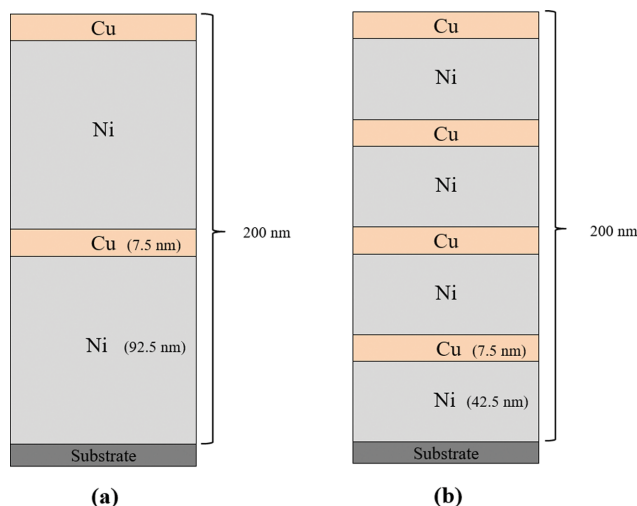 Cu
Ni
Cu (7.5 nm)
Ni (92.5 nm)
Substrate
200 nm
(a)
Cu
Ni
Cu
Ni
Cu
Ni
Cu (7.5 nm)
Ni (42.5 nm)
Substrate
200 nm
(b)